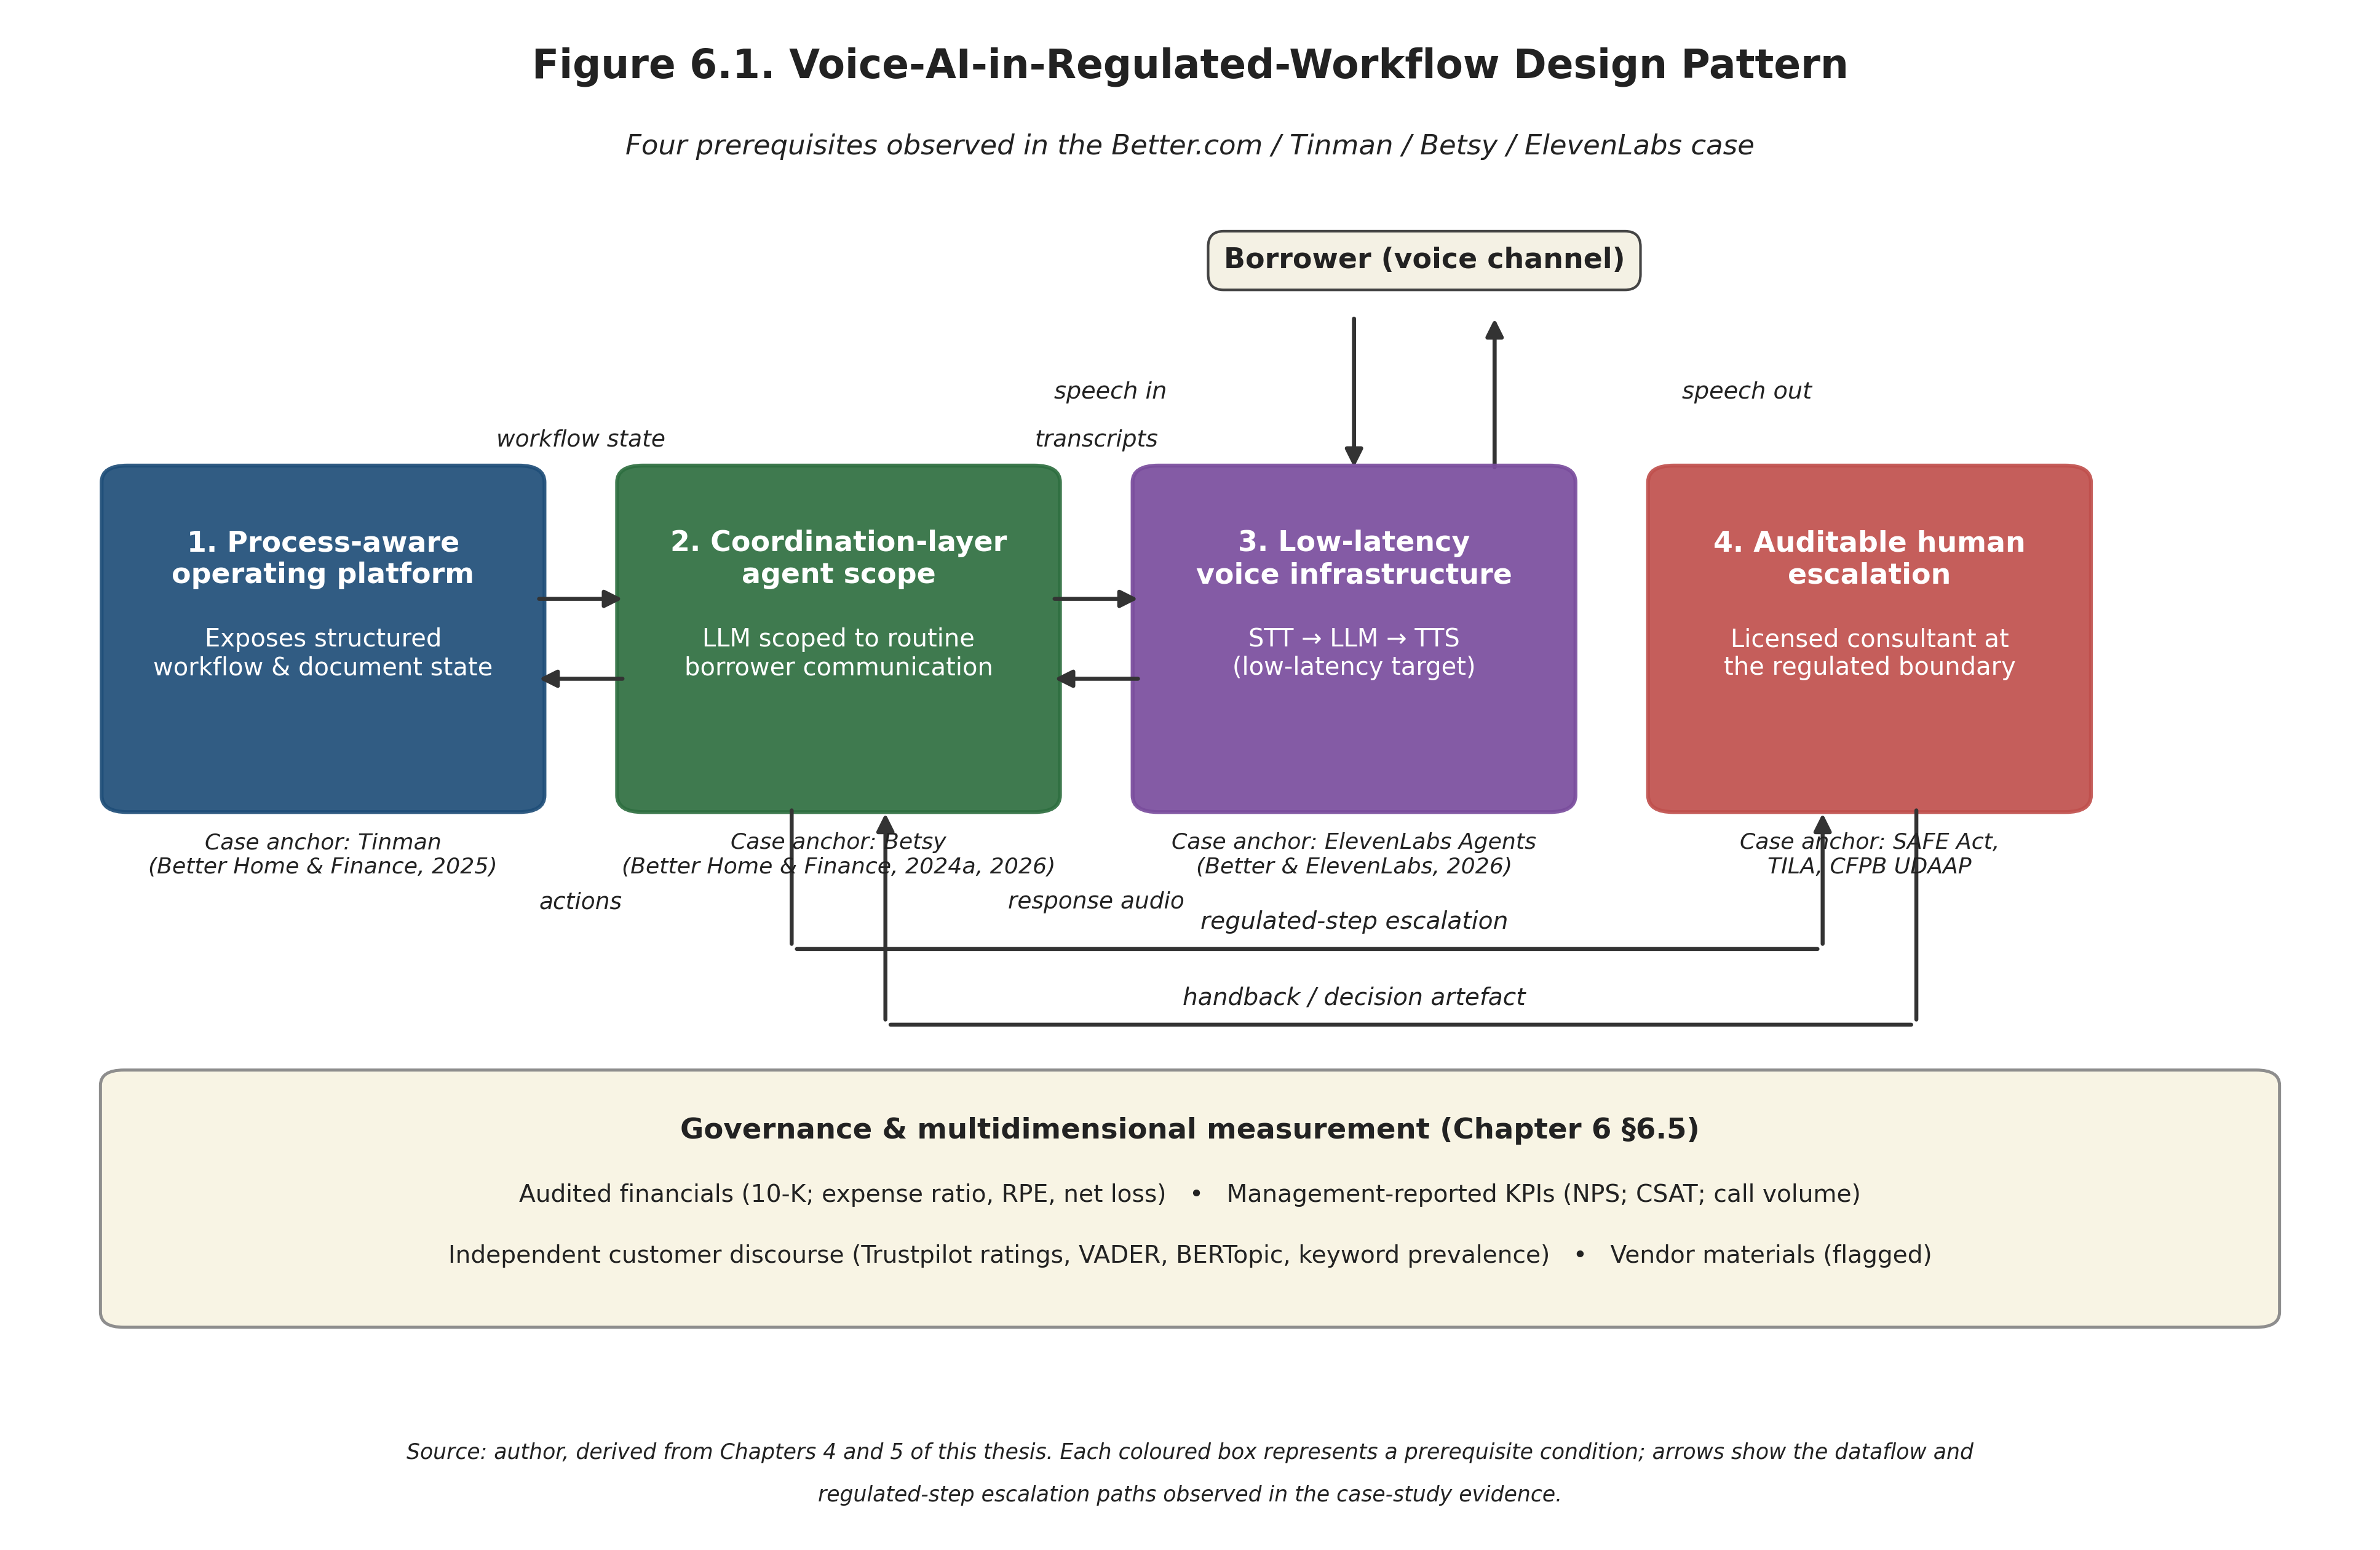 Figure 6.1. Voice-AI-in-Regulated-Workflow Design Pattern
Four prerequisites observed in the Better.com / Tinman / Betsy / ElevenLabs case
Borrower (voice channel)
speech in
speech out
workflow state
transcripts
1. Process-aware
operating platform
Exposes structured
workflow & document state
2. Coordination-layer
agent scope
LLM scoped to routine
borrower communication
3. Low-latency
voice infrastructure
STT → LLM → TTS
(low-latency target)
4. Auditable human
escalation
Licensed consultant at
the regulated boundary
Case anchor: Tinman
(Better Home & Finance, 2025)
Case anchor: Betsy
(Better Home & Finance, 2024a, 2026)
Case anchor: ElevenLabs Agents
(Better & ElevenLabs, 2026)
Case anchor: SAFE Act,
TILA, CFPB UDAAP
actions
response audio
regulated-step escalation
handback / decision artefact
Governance & multidimensional measurement (Chapter 6 §6.5)
Audited financials (10-K; expense ratio, RPE, net loss) • Management-reported KPIs (NPS; CSAT; call volume)
Independent customer discourse (Trustpilot ratings, VADER, BERTopic, keyword prevalence) • Vendor materials (flagged)
Source: author, derived from Chapters 4 and 5 of this thesis. Each coloured box represents a prerequisite condition; arrows show the dataflow and
regulated-step escalation paths observed in the case-study evidence.